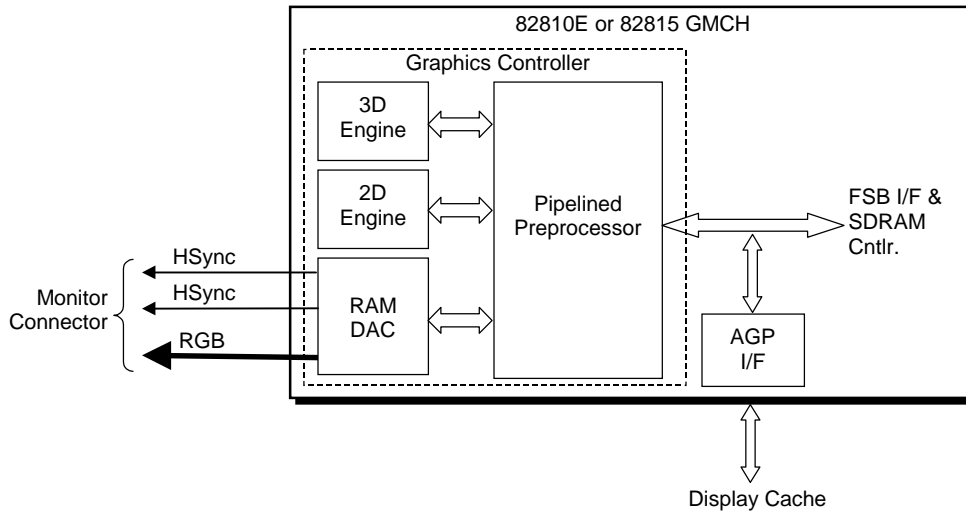 82810E or 82815 GMCH
Graphics Controller
3D
Engine
2D
Engine
Pipelined
Preprocessor
FSB I/F &
SDRAM
Cntlr.
HSync
HSync
RGB
Monitor
Connector
RAM
DAC
AGP
I/F
Display Cache